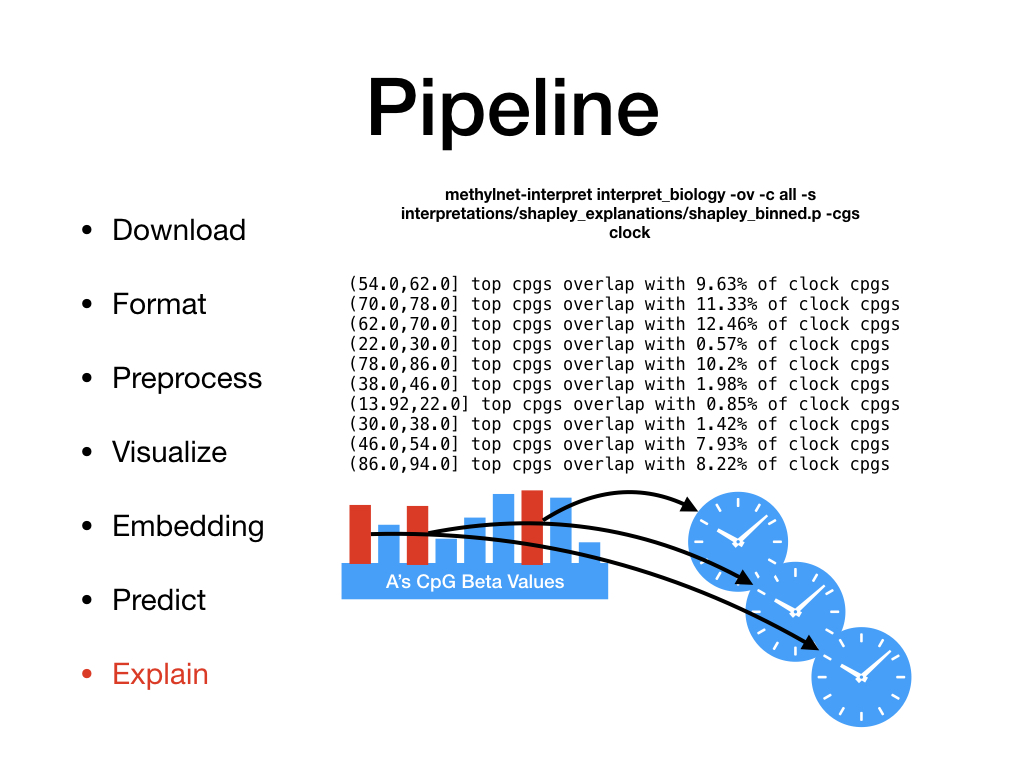 Pipeline
• Download
• Format
• Preprocess
• Visualize
• Embedding
• Predict
• Explain
methylnet-interpret interpret_biology -ov -c all -s
interpretations/shapley_explanations/shapley_binned.p -cgs
clock
(54.0,62.0] top cpgs overlap with 9.63% of clock cpgs
(70.0,78.0] top cpgs overlap with 11.33% of clock cpgs
(62.0,70.0] top cpgs overlap with 12.46% of clock cpgs
(22.0,30.0] top cpgs overlap with 0.57% of clock cpgs
(78.0,86.0] top cpgs overlap with 10.2% of clock cpgs
(38.0,46.0] top cpgs overlap with 1.98% of clock cpgs
(13.92,22.0] top cpgs overlap with 0.85% of clock cpgs
(30.0,38.0] top cpgs overlap with 1.42% of clock cpgs
(46.0,54.0] top cpgs overlap with 7.93% of clock cpgs
(86.0,94.0] top cpgs overlap with 8.22% of clock cpgs
A’s CpG Beta Values